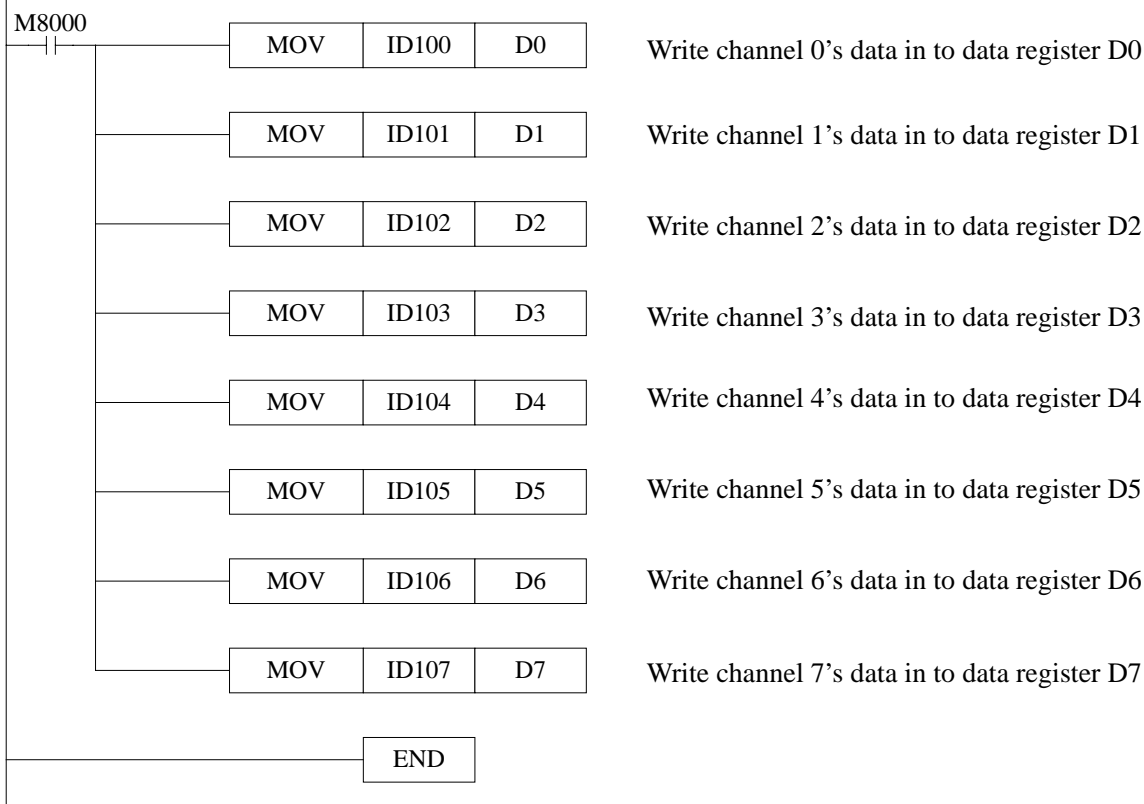 M8000
MOV ID100 D0 Write channel 0’s data in to data register D0
MOV ID101 D1 Write channel 1’s data in to data register D1
MOV ID102 D2 Write channel 2’s data in to data register D2
MOV ID103 D3 Write channel 3’s data in to data register D3
MOV ID104 D4 Write channel 4’s data in to data register D4
MOV ID105 D5 Write channel 5’s data in to data register D5
MOV ID106 D6 Write channel 6’s data in to data register D6
MOV ID107 D7 Write channel 7’s data in to data register D7
END